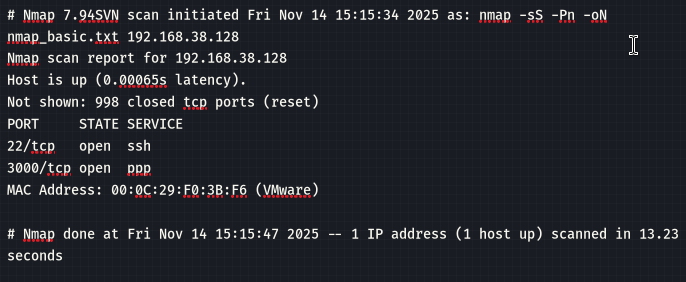 # Nmap 7.94SVN scan initiated Fri Nov 14 15:15:34 2025 as: nmap -sS -Pn -oN
nmap_basic.txt 192.168.38.128
Nmap scan report for 192.168.38.128
Host is up (0.00065s latency).
Not shown: 998 closed tcp ports (reset)
PORT     STATE SERVICE
22/tcp   open  ssh
3000/tcp open  ppp
MAC Address: 00:0C:29:F0:3B:F6 (VMware)
# Nmap done at Fri Nov 14 15:15:47 2025 -- 1 IP address (1 host up) scanned in 13.23
seconds